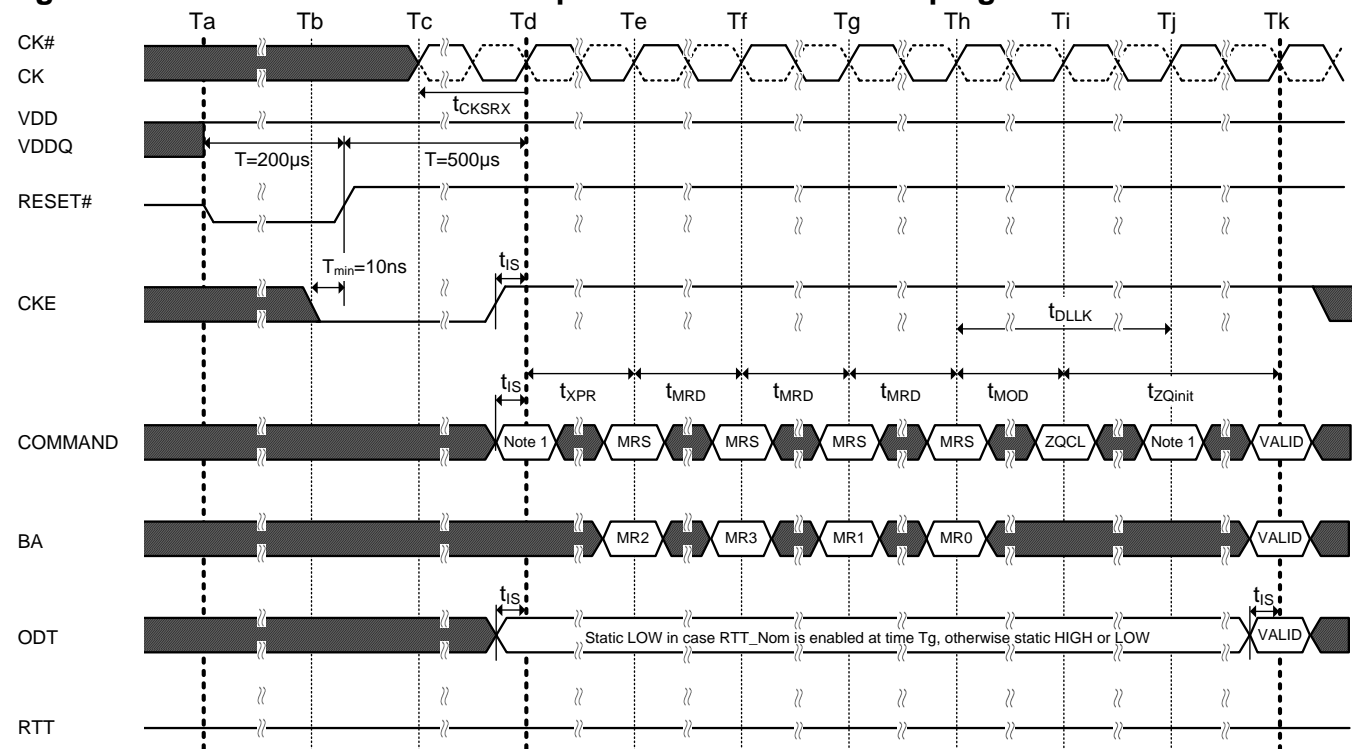 Ta Tb Tc Td Te Tf Tg Th Ti Tj Tk
CK#
CK
tCKSRX
VDD
VDDQ
T=200µs T=500µs
RESET#
Tmin=10ns tIS
CKE
tDLLK
tIS tXPR tMRD tMRD tMRD tMOD tZQinit
COMMAND Note 1 MRS MRS MRS MRS ZQCL Note 1 VALID
BA MR2 MR3 MR1 MR0 VALID
tIS tIS
ODT Static LOW in case RTT_Nom is enabled at time Tg, otherwise static HIGH or LOW VALID
RTT